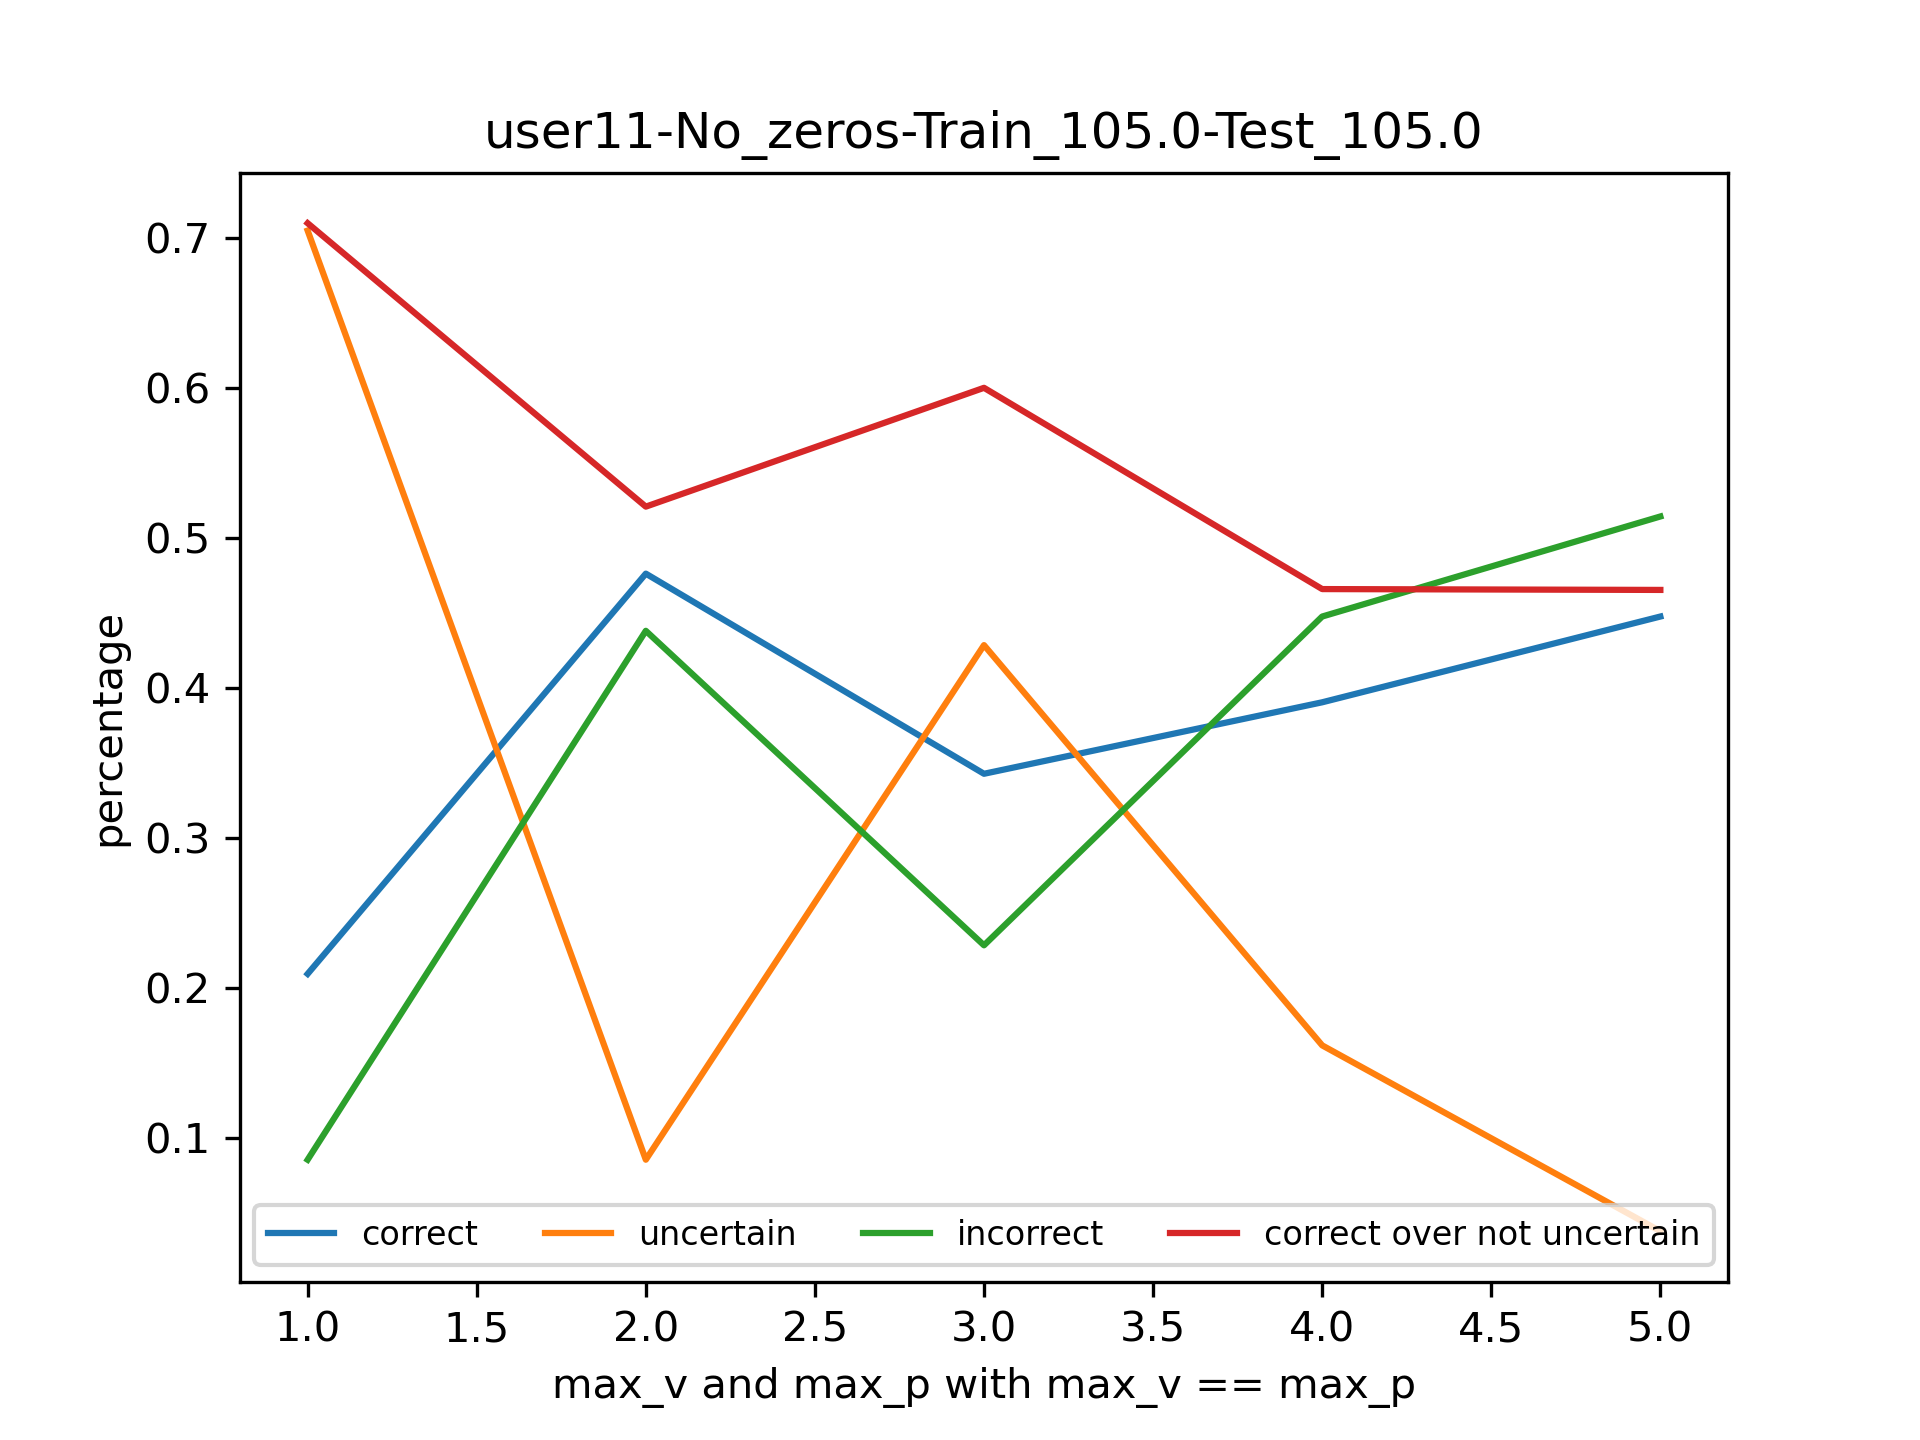 user11-No_zeros-Train_105.0-Test_105.0
percentage
0.7
0.6
0.5
0.4
0.3
0.2
0.1
correct uncertain incorrect correct over not uncertain
1.0 1.5 2.0 2.5 3.0 3.5 4.0 4.5 5.0
max_v and max_p with max_v == max_p